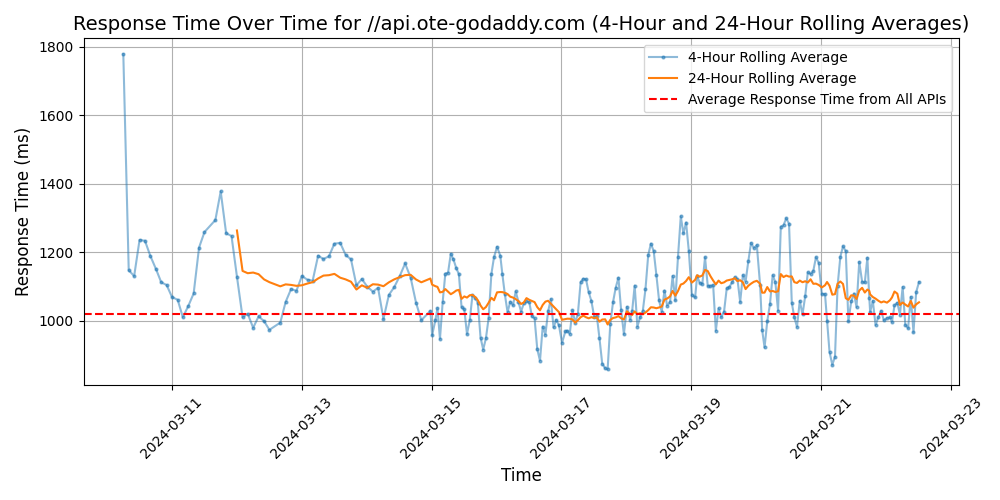 Response Time Over Time for //api.ote-godaddy.com (4-Hour and 24-Hour Rolling Averages)
4-Hour Rolling Average
24-Hour Rolling Average
Average Response Time from All APIs
Response Time (ms)
1800
1600
1400
1200
1000
2024-03-11
2024-03-13
2024-03-15
2024-03-17
2024-03-19
2024-03-21
2024-03-23
Time